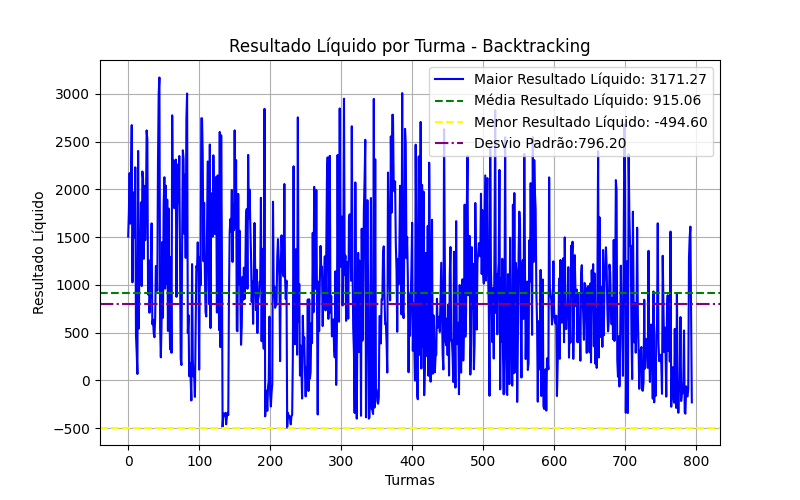 Resultado Líquido por Turma - Backtracking
Maior Resultado Líquido: 3171.27
Média Resultado Líquido: 915.06
Menor Resultado Líquido: -494.60
Desvio Padrão:796.20
Resultado Líquido
3000
2500
2000
1500
1000
500
0
−500
0 100 200 300 400 500 600 700 800
Turmas